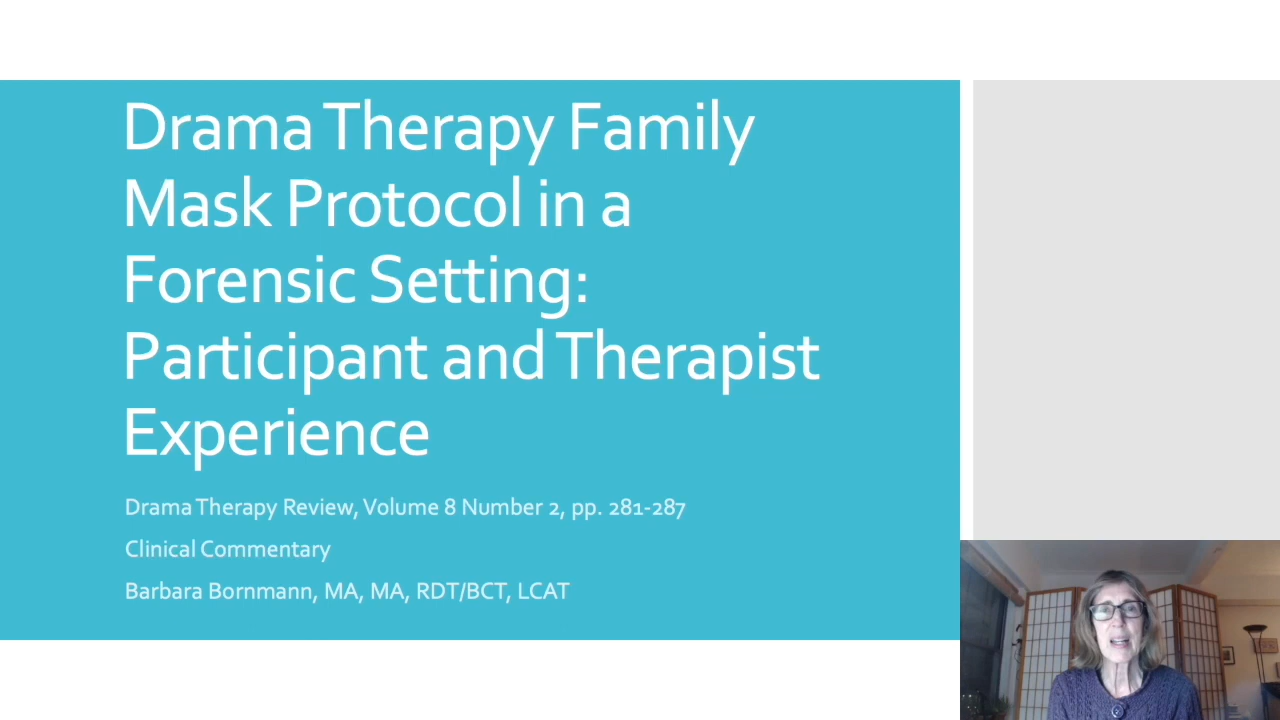 Drama Therapy Family
Mask Protocol in a
Forensic Setting:
Participant and Therapist
Experience
Drama Therapy Review, Volume 8 Number 2, pp. 281-287
Clinical Commentary
Barbara Bornmann, MA, MA, RDT/BCT, LCAT